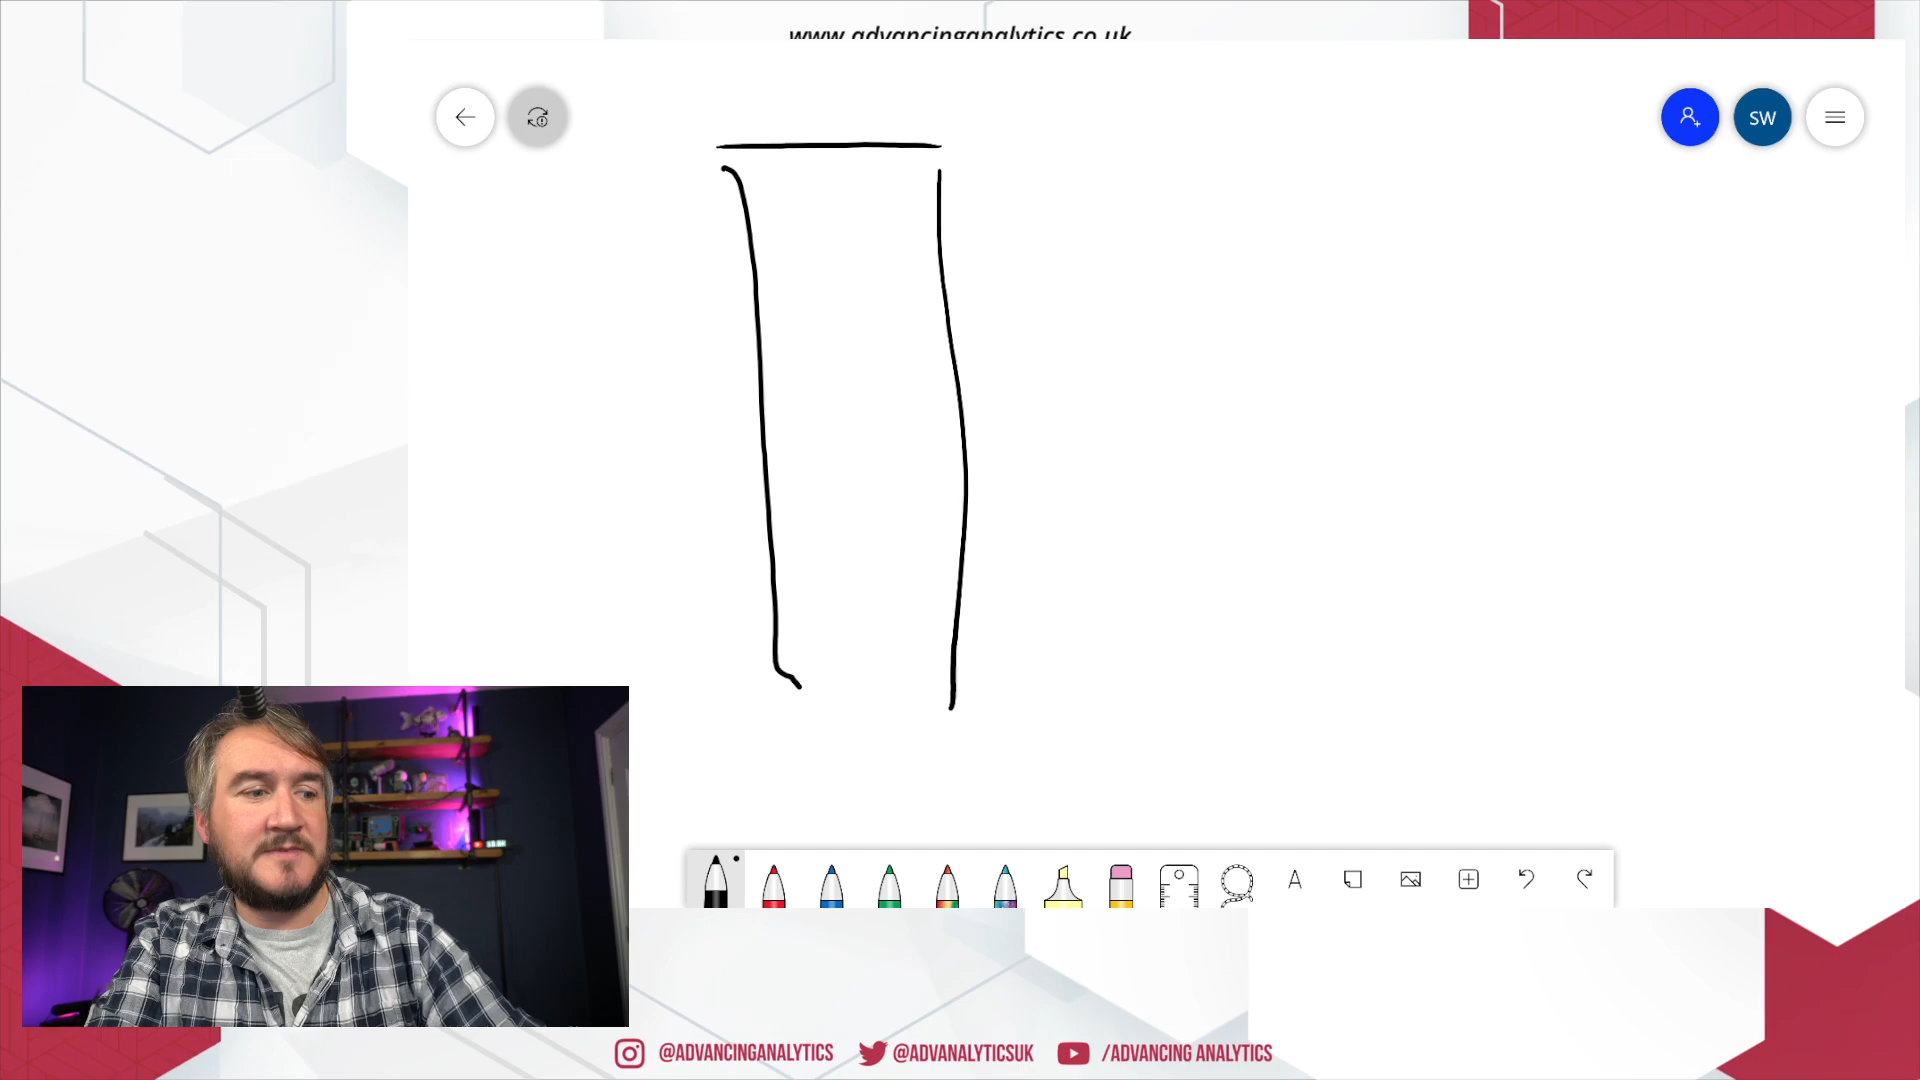 www.advancinganalytics.co.uk
SW
A
@ADVANCINGANALYTICS
@ADVANALYTICSUK
/ADVANCING ANALYTICS